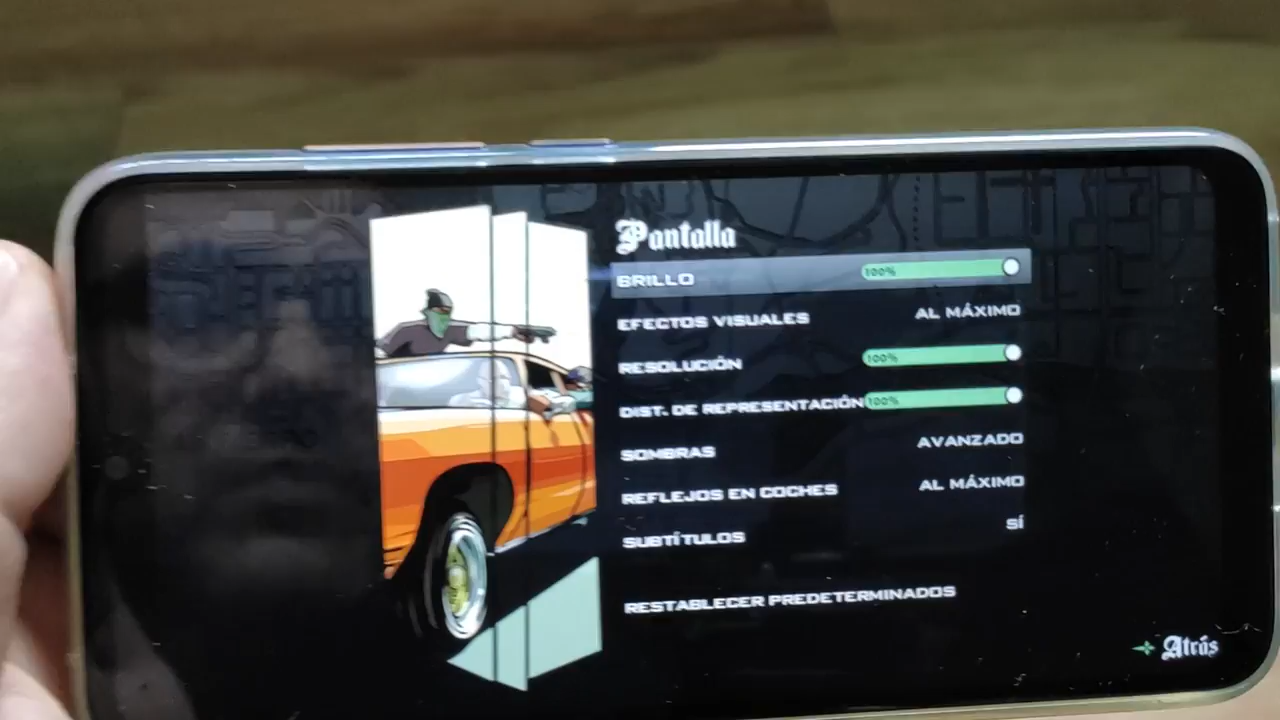 Pantalla
BRILLO 100%
EFECTOS VISUALES AL MÁXIMO
RESOLUCIÓN 100%
DIST. DE REPRESENTACIÓN 100%
SOMBRAS AVANZADO
REFLEJOS EN COCHES AL MÁXIMO
SUBTÍTULOS SÍ
RESTABLECER PREDETERMINADOS
Atrás